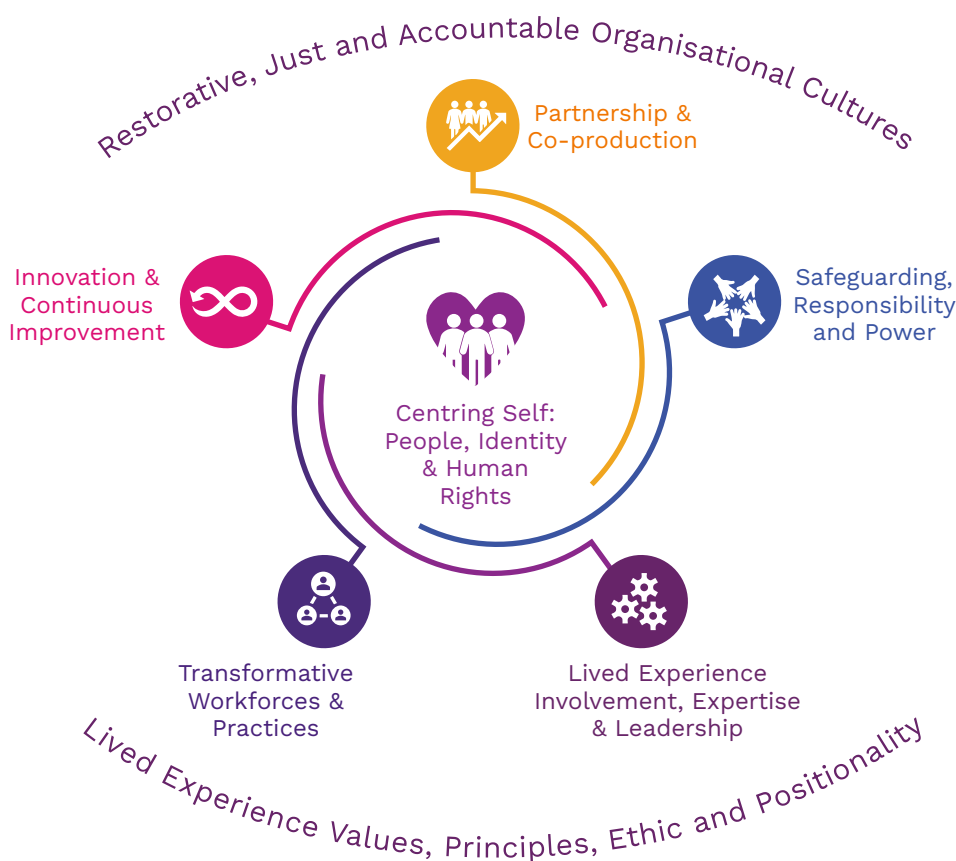 Restorative, Just and Accountable Organisational Cultures
Partnership &
Co-production
Innovation &
Continuous
Improvement
Safeguarding,
Responsibility
and Power
Centring Self:
People, Identity
& Human
Rights
Transformative
Workforces &
Practices
Lived Experience
Involvement, Expertise
& Leadership
Lived Experience Values, Principles, Ethic and Positionality